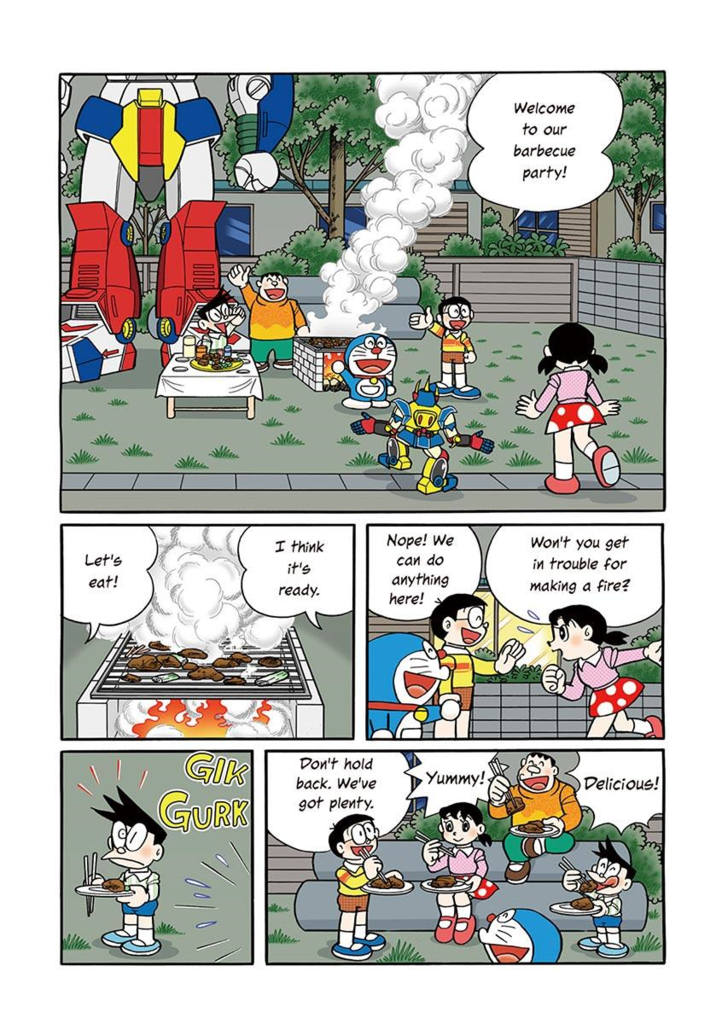 Welcome
to our
barbecue
party!
Let's
eat!
I think
it's
ready.
Nope! We
can do
anything
here!
Won't you get
in trouble for
making a fire?
GIK
GURK
Don't hold
back. We've
got plenty.
Yummy!
Delicious!